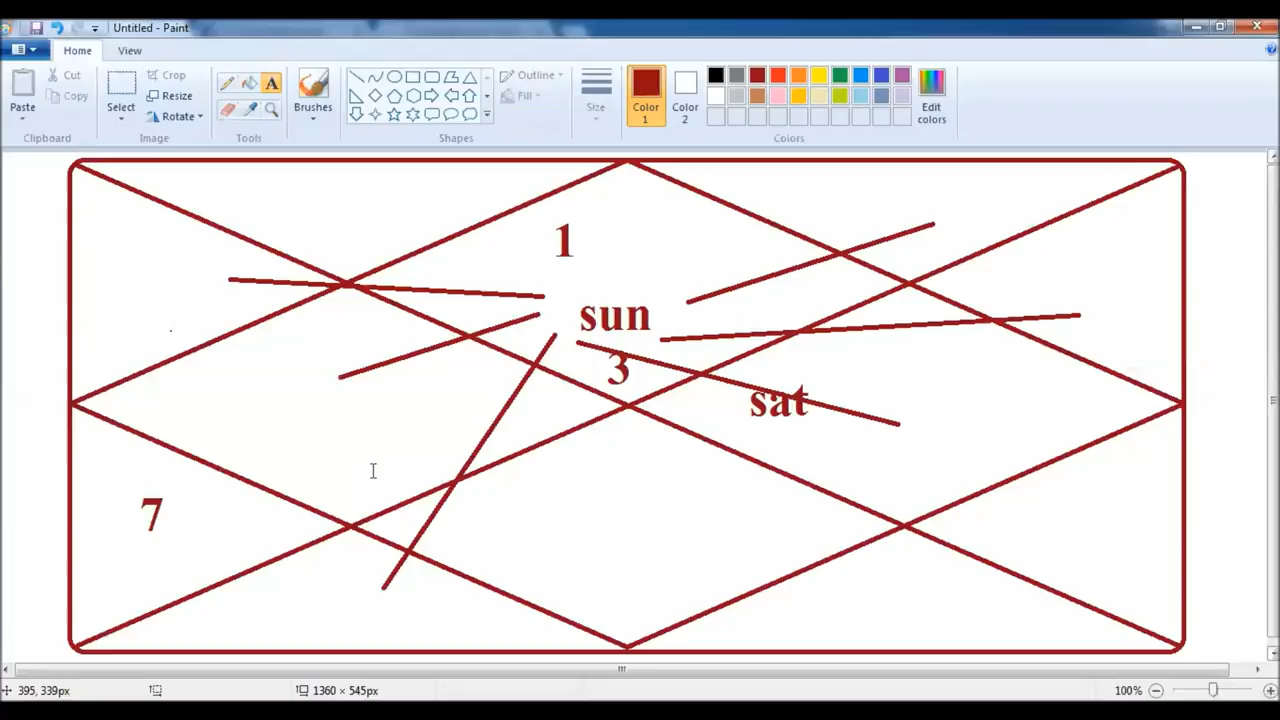 Untitled - Paint
Home View
Paste
Cut
Copy
Clipboard
Select
Crop
Resize
Rotate
Image
Tools
Brushes
Outline
Fill
Shapes
Size
Color 1
Color 2
Edit colors
Colors
1
sun
3
sat
7
395, 339px
1360 × 545px
100%